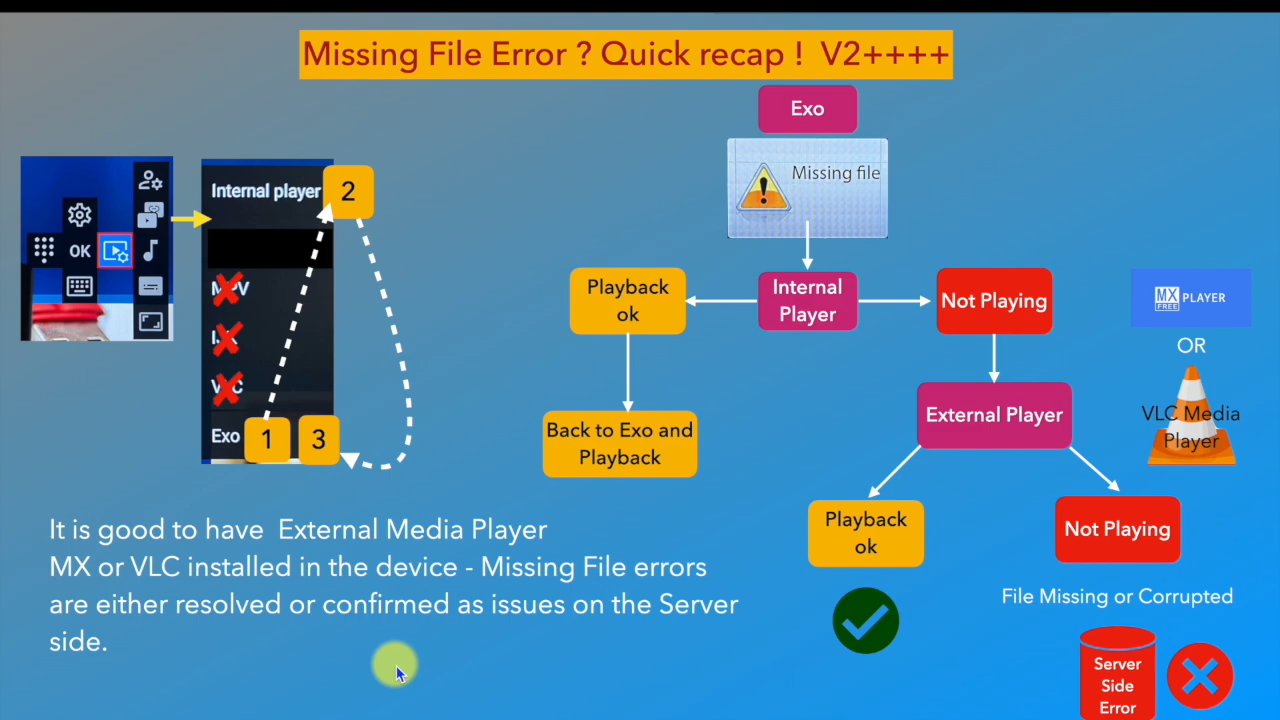 Missing File Error ? Quick recap !  V2++++
Exo
Missing file
Internal player
2
OK
Exo
1
3
Playback
ok
Internal
Player
Not Playing
MX
FREE
PLAYER
OR
VLC Media
Player
Back to Exo and
Playback
External Player
Playback
ok
Not Playing
It is good to have  External Media Player
MX or VLC installed in the device - Missing File errors
are either resolved or confirmed as issues on the Server
side.
File Missing or Corrupted
Server
Side
Error